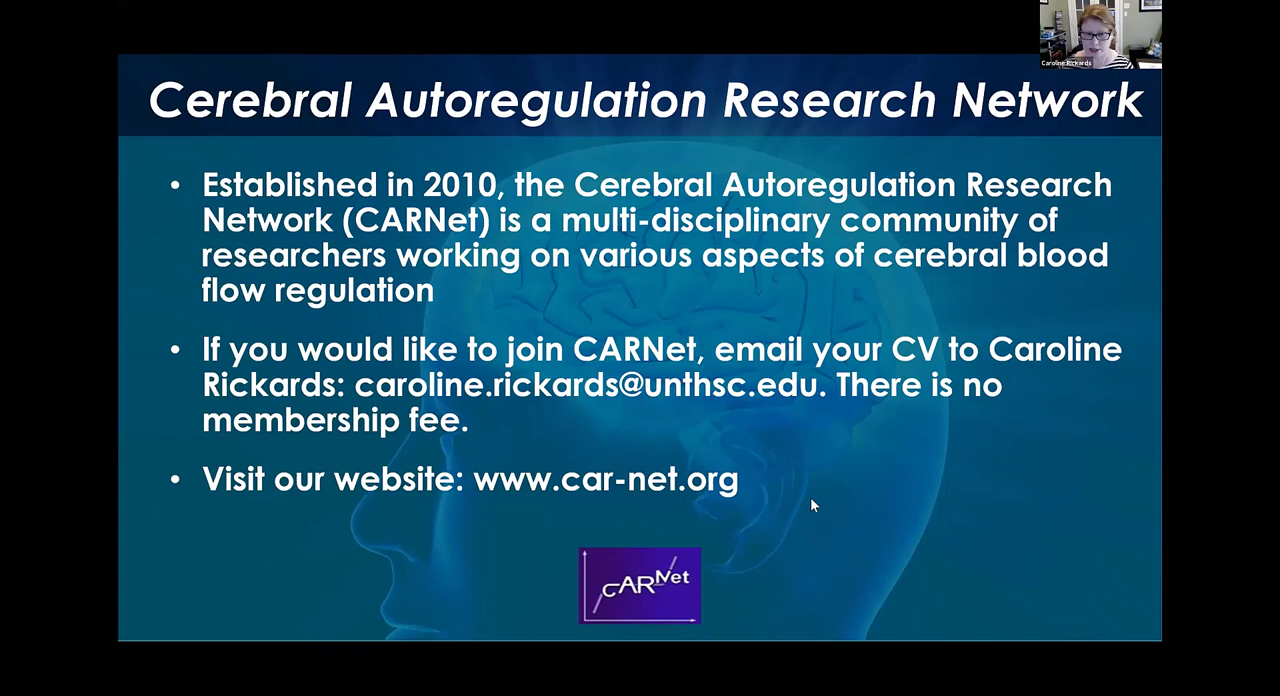 Caroline Rickards
Cerebral Autoregulation Research Network
• Established in 2010, the Cerebral Autoregulation Research
Network (CARNet) is a multi-disciplinary community of
researchers working on various aspects of cerebral blood
flow regulation
• If you would like to join CARNet, email your CV to Caroline
Rickards: caroline.rickards@unthsc.edu. There is no
membership fee.
• Visit our website: www.car-net.org
CARNet